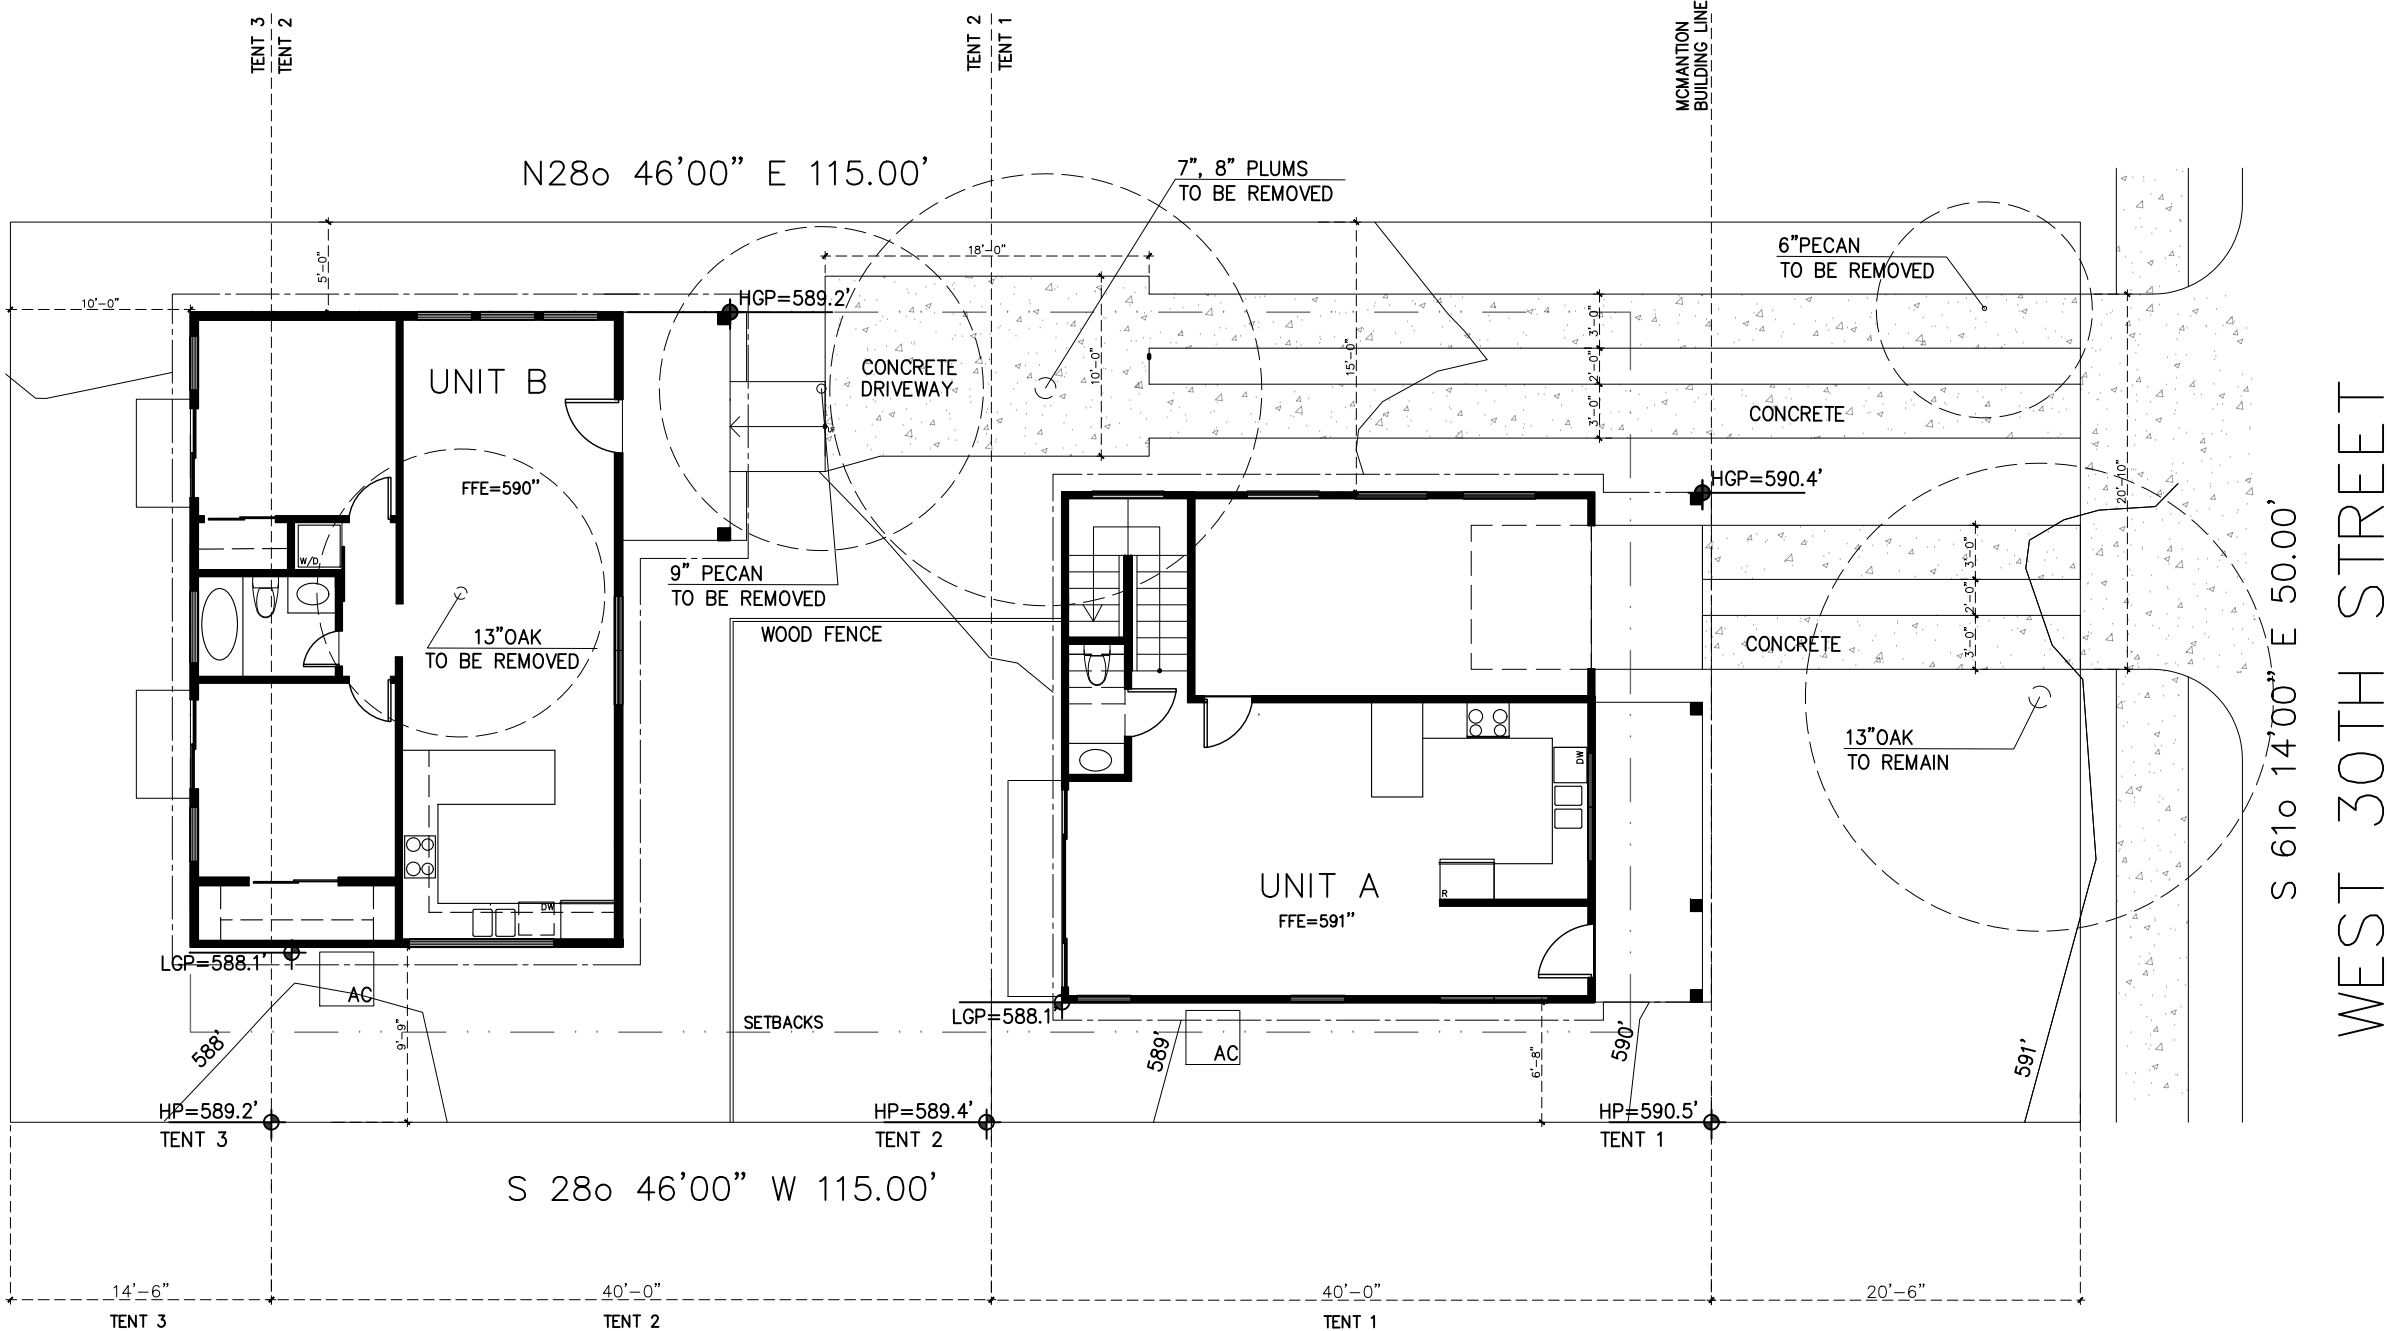 TENT 3
TENT 2
TENT 2
TENT 1
MCMANTION
BUILDING LINE
N28o 46'00" E 115.00'
7", 8" PLUMS
TO BE REMOVED
18'-0"
5'-0"
6"PECAN
TO BE REMOVED
10'-0"
HGP=589.2'
3'-0"
15'-0"
10'-0"
2'-0"
UNIT B
CONCRETE
DRIVEWAY
3'-0"
CONCRETE
FFE=590"
HGP=590.4'
20'-10"
W/D
3'-0"
9" PECAN
TO BE REMOVED
2'-0"
WOOD FENCE
13"OAK
TO BE REMOVED
3'-0"
CONCRETE
S 61o 14'00" E 50.00'
WEST 30TH STREET
13"OAK
TO REMAIN
DW
UNIT A
R
FFE=591"
DW
LGP=588.1'
AC
LGP=588.1'
SETBACKS
9'-9"
588'
589'
AC
6'-8"
590'
591'
HP=589.2'
TENT 3
HP=589.4'
TENT 2
HP=590.5'
TENT 1
S 28o 46'00" W 115.00'
14'-6"
40'-0"
40'-0"
20'-6"
TENT 3
TENT 2
TENT 1